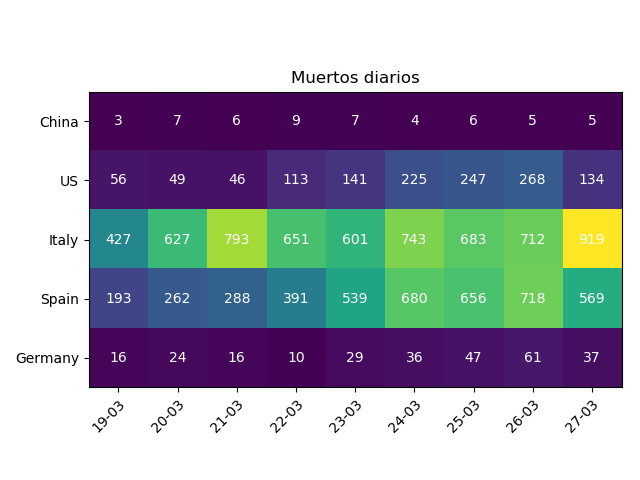 Muertos diarios
China 3 7 6 9 7 4 6 5 5
US 56 49 46 113 141 225 247 268 134
Italy 427 627 793 651 601 743 683 712 919
Spain 193 262 288 391 539 680 656 718 569
Germany 16 24 16 10 29 36 47 61 37
19-03 20-03 21-03 22-03 23-03 24-03 25-03 26-03 27-03